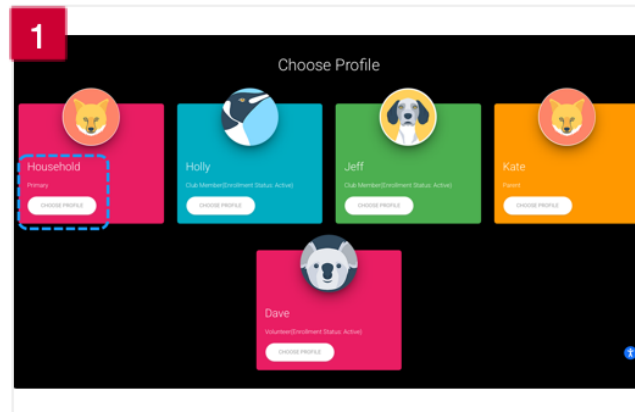 1
Choose Profile
Household
Primary
CHOOSE PROFILE
Holly
Club Member(Enrollment Status: Active)
CHOOSE PROFILE
Jeff
Club Member(Enrollment Status: Active)
CHOOSE PROFILE
Kate
Parent
CHOOSE PROFILE
Dave
Volunteer(Enrollment Status: Active)
CHOOSE PROFILE